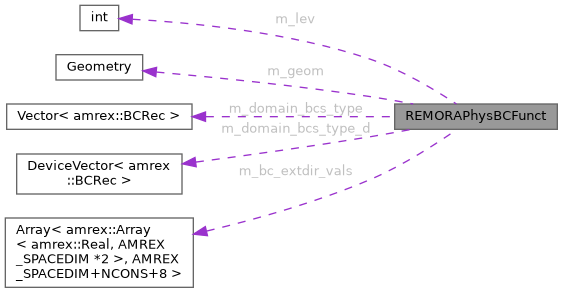 int
m_lev
Geometry
m_geom
REMORAPhysBCFunct
Vector< amrex::BCRec >
m_domain_bcs_type
m_domain_bcs_type_d
DeviceVector< amrex
::BCRec >
m_bc_extdir_vals
Array< amrex::Array
< amrex::Real, AMREX
_SPACEDIM *2 >, AMREX
_SPACEDIM+NCONS+8 >